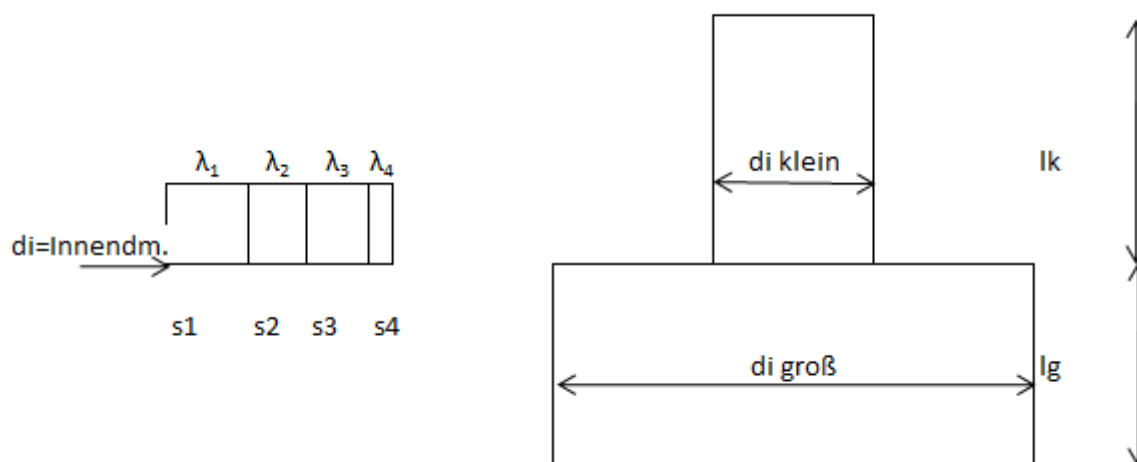 λ₁ λ₂ λ₃ λ₄
di=Innendm.
s1 s2 s3 s4
di klein
lk
di groß
lg